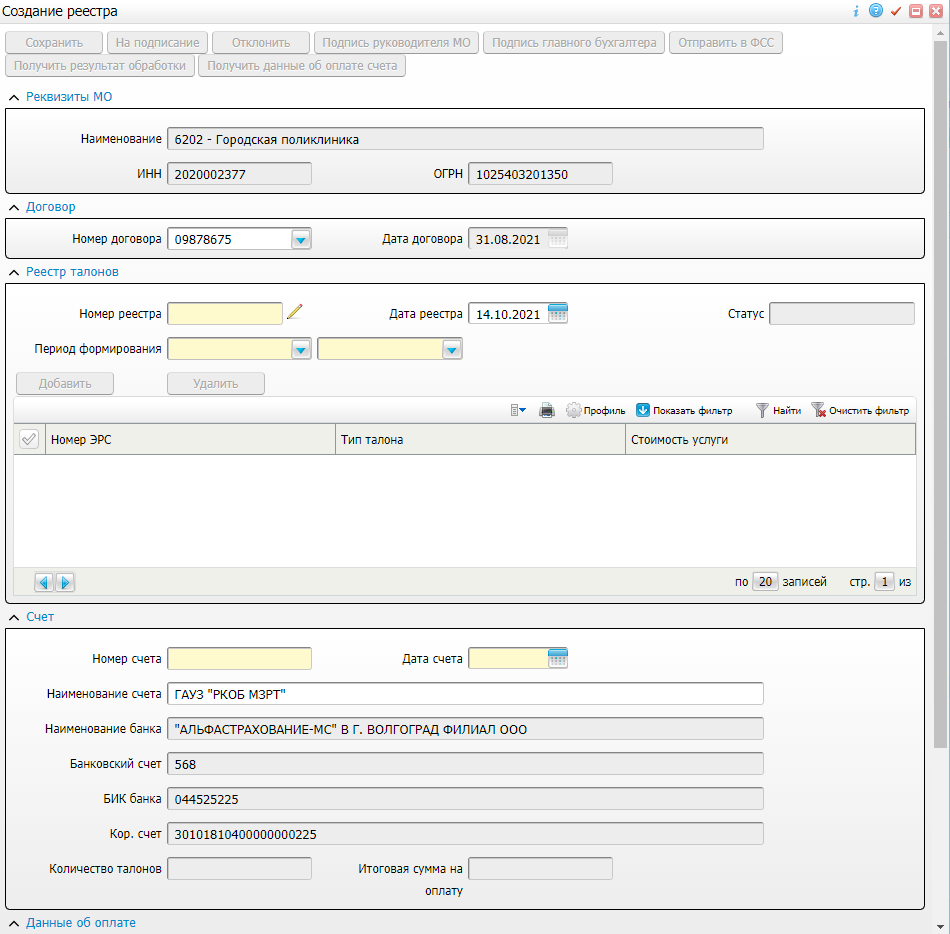 Создание реестра
Сохранить На подписание Отклонить Подпись руководителя МО Подпись главного бухгалтера Отправить в ФСС
Получить результат обработки Получить данные об оплате счета
Реквизиты МО
Наименование 6202 - Городская поликлиника
ИНН 2020002377 ОГРН 1025403201350
Договор
Номер договора 09878675 Дата договора 31.08.2021
Реестр талонов
Номер реестра Дата реестра 14.10.2021 Статус
Период формирования
Добавить Удалить
Профиль Показать фильтр Найти Очистить фильтр
Номер ЭРС Тип талона Стоимость услуги
по 20 записей стр. 1 из
Счет
Номер счета Дата счета
Наименование счета ГАУЗ "РКОБ МЗРТ"
Наименование банка "АЛЬФАСТРАХОВАНИЕ-МС" В Г. ВОЛГОГРАД ФИЛИАЛ ООО
Банковский счет 568
БИК банка 044525225
Кор. счет 30101810400000000225
Количество талонов Итоговая сумма на
оплату
Данные об оплате